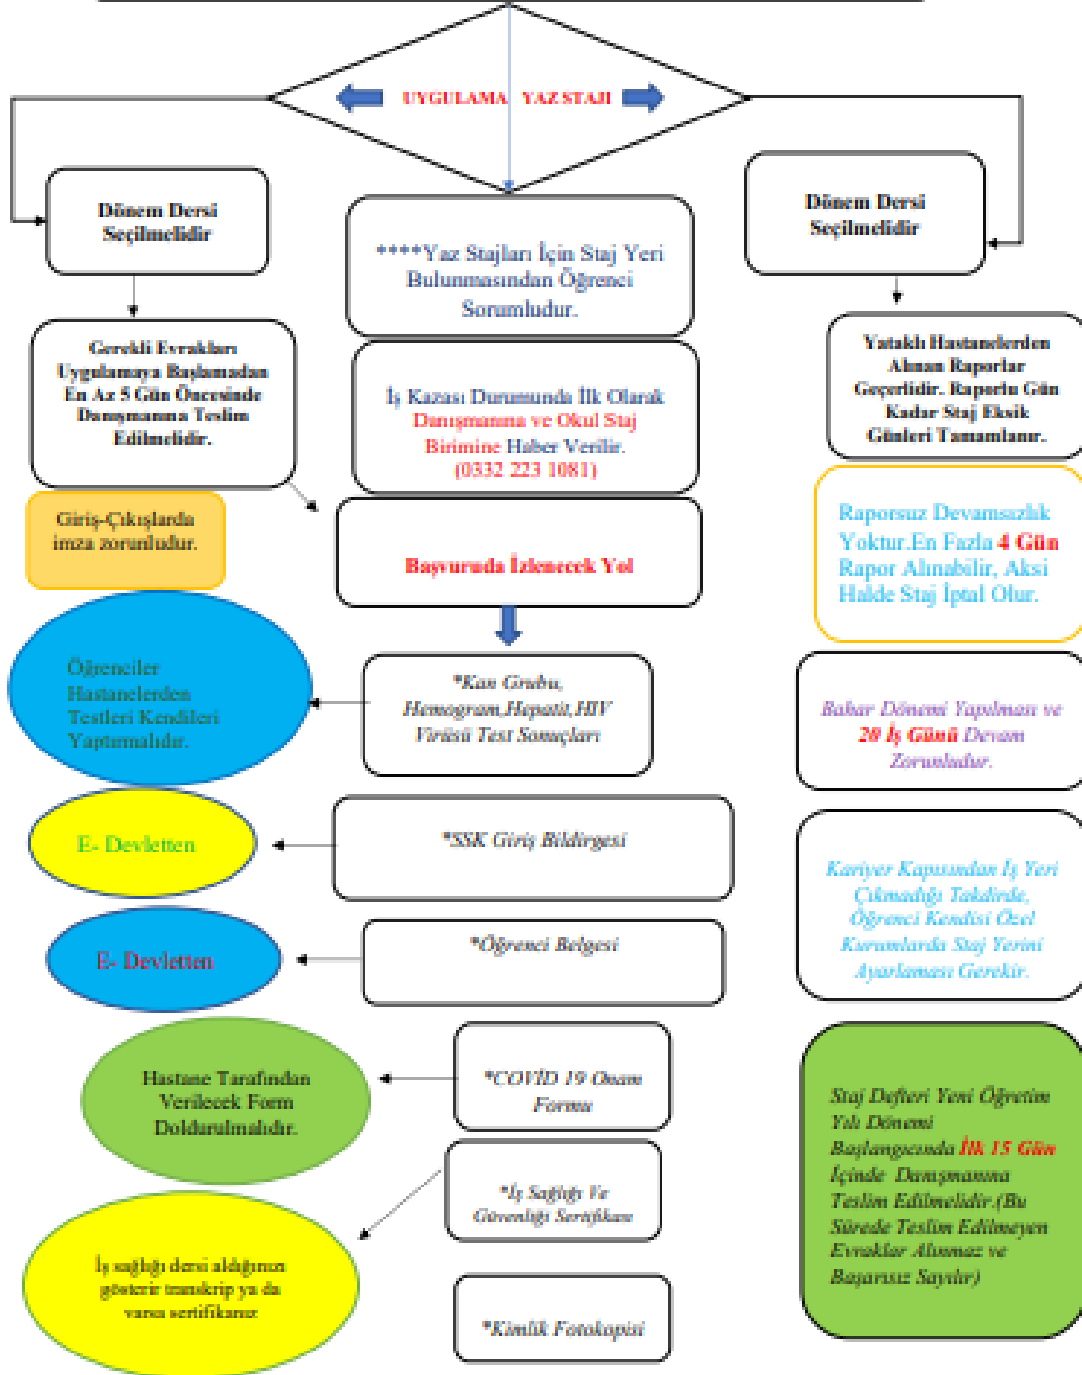 UYGULAMA YAZ STAJI
Dönem Dersi
Seçilmelidir
Gerekli Evrakları
Uygulamaya Başlamadan
En Az 5 Gün Öncesinde
Danışmanına Teslim
Edilmelidir.
Giriş-Çıkışlarda
imza zorunludur.
****Yaz Stajları İçin Staj Yeri
Bulunmasından Öğrenci
Sorumludur.
İş Kazası Durumunda İlk Olarak
Danışmanına ve Okul Staj
Birimine Haber Verilir.
(0332 223 1081)
Başvuruda İzlenecek Yol
Dönem Dersi
Seçilmelidir
Yataklı Hastanelerden
Alınan Raporlar
Geçerlidir. Raporlu Gün
Kadar Staj Eksik
Günleri Tamamlanır.
Raporsuz Devamsızlık
Yoktur.En Fazla 4 Gün
Rapor Alınabilir, Aksi
Halde Staj İptal Olur.
Öğrenciler
Hastanelerden
Testleri Kendileri
Yaptırmalıdır.
*Kan Grubu,
Hemogram,Hepatit,HIV
Virüsü Test Sonuçları
Bahar Dönemi Yapılması ve
20 İş Günü Devam
Zorunludur.
E- Devletten
*SSK Giriş Bildirgesi
Kariyer Kapısından İş Yeri
Çıkmadığı Takdirde,
Öğrenci Kendisi Özel
Kurumlarda Staj Yerini
Ayarlaması Gerekir.
E- Devletten
*Öğrenci Belgesi
Hastane Tarafından
Verilecek Form
Doldurulmalıdır.
*COVİD 19 Onam
Formu
Staj Defteri Yeni Öğretim
Yılı Dönemi
Başlangıcında İlk 15 Gün
İçinde Danışmanına
Teslim Edilmelidir.(Bu
Sürede Teslim Edilmeyen
Evraklar Alınmaz ve
Başarısız Sayılır)
*İş Sağlığı Ve
Güvenliği Sertifikası
İş sağlığı dersi aldığınızı
gösterir transkrip ya da
varsa sertifikanız
*Kimlik Fotokopisi